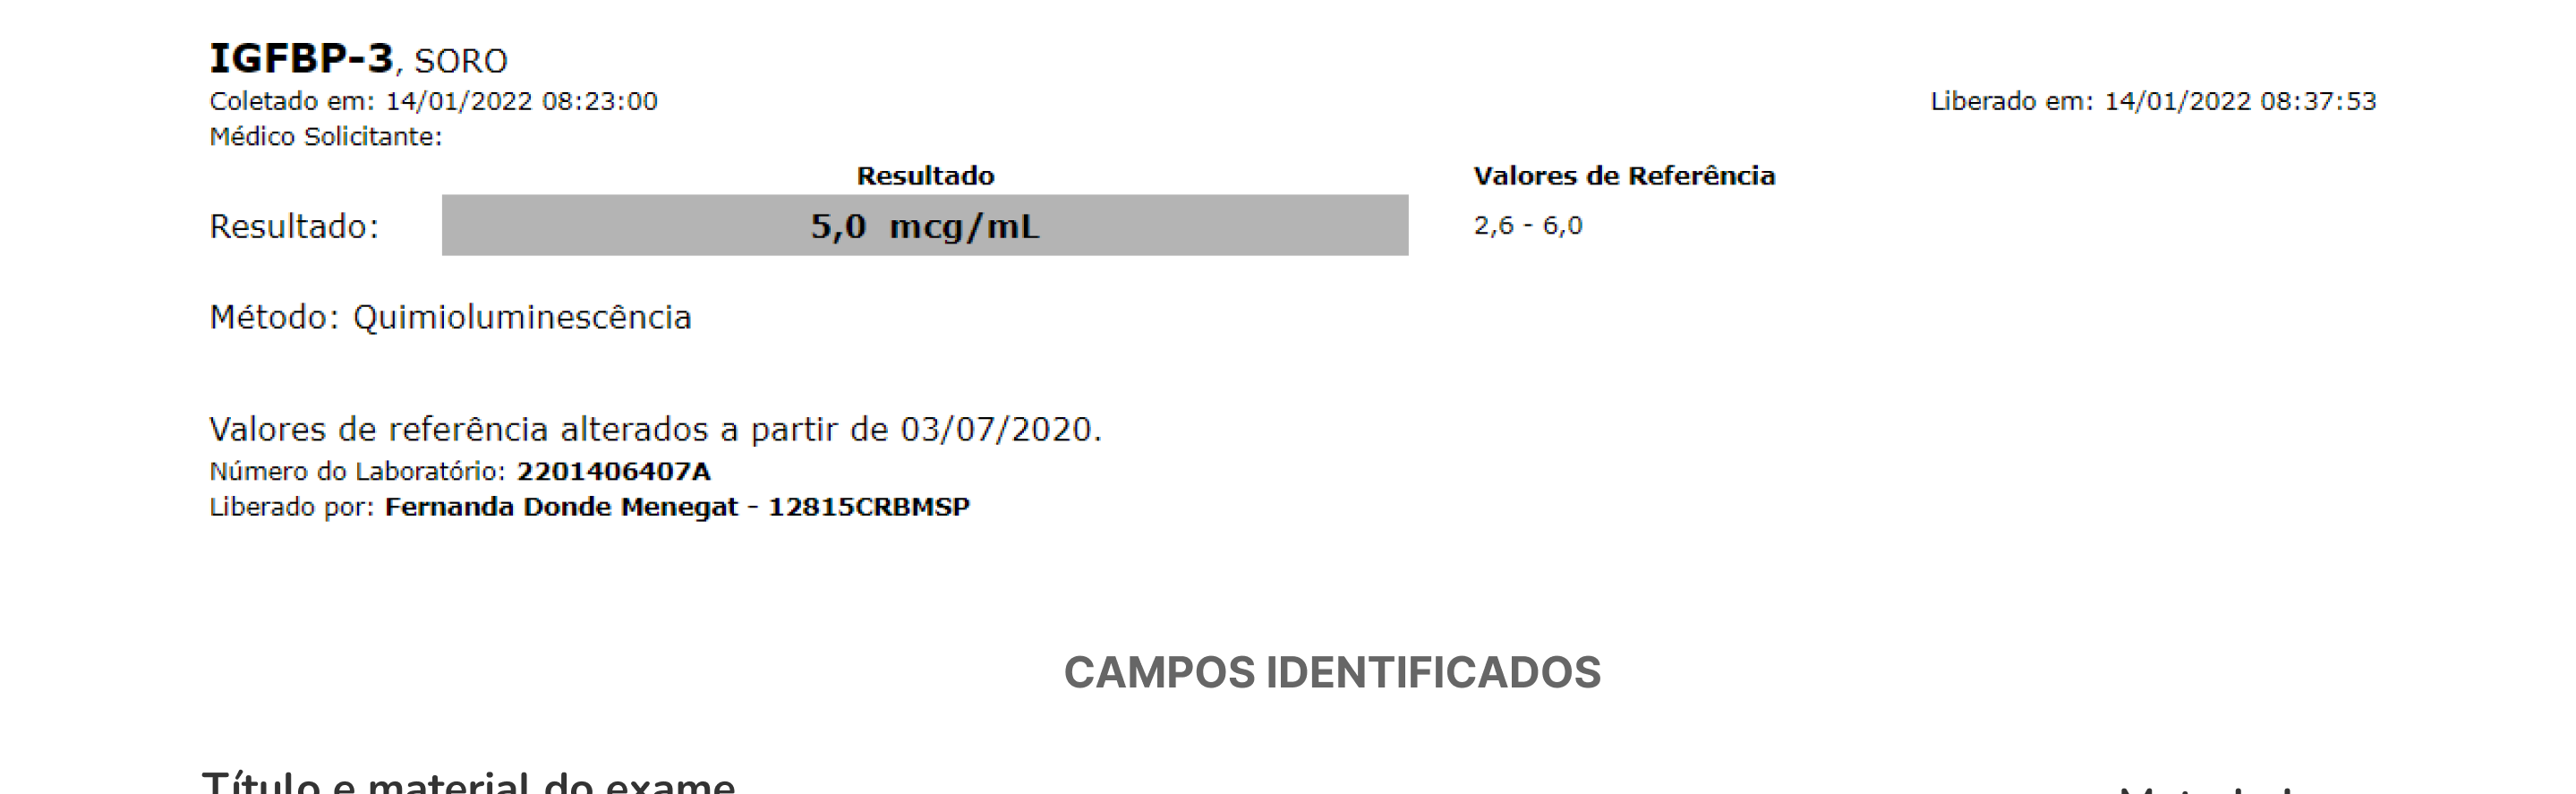 IGFBP-3, SORO
Coletado em: 14/01/2022 08:23:00 Liberado em: 14/01/2022 08:37:53
Médico Solicitante:
Resultado Valores de Referência
Resultado: 5,0 mcg/mL 2,6 - 6,0
Método: Quimioluminescência
Valores de referência alterados a partir de 03/07/2020.
Número do Laboratório: 2201406407A
Liberado por: Fernanda Donde Menegat - 12815CRBMSP
CAMPOS IDENTIFICADOS
Título e material do exame